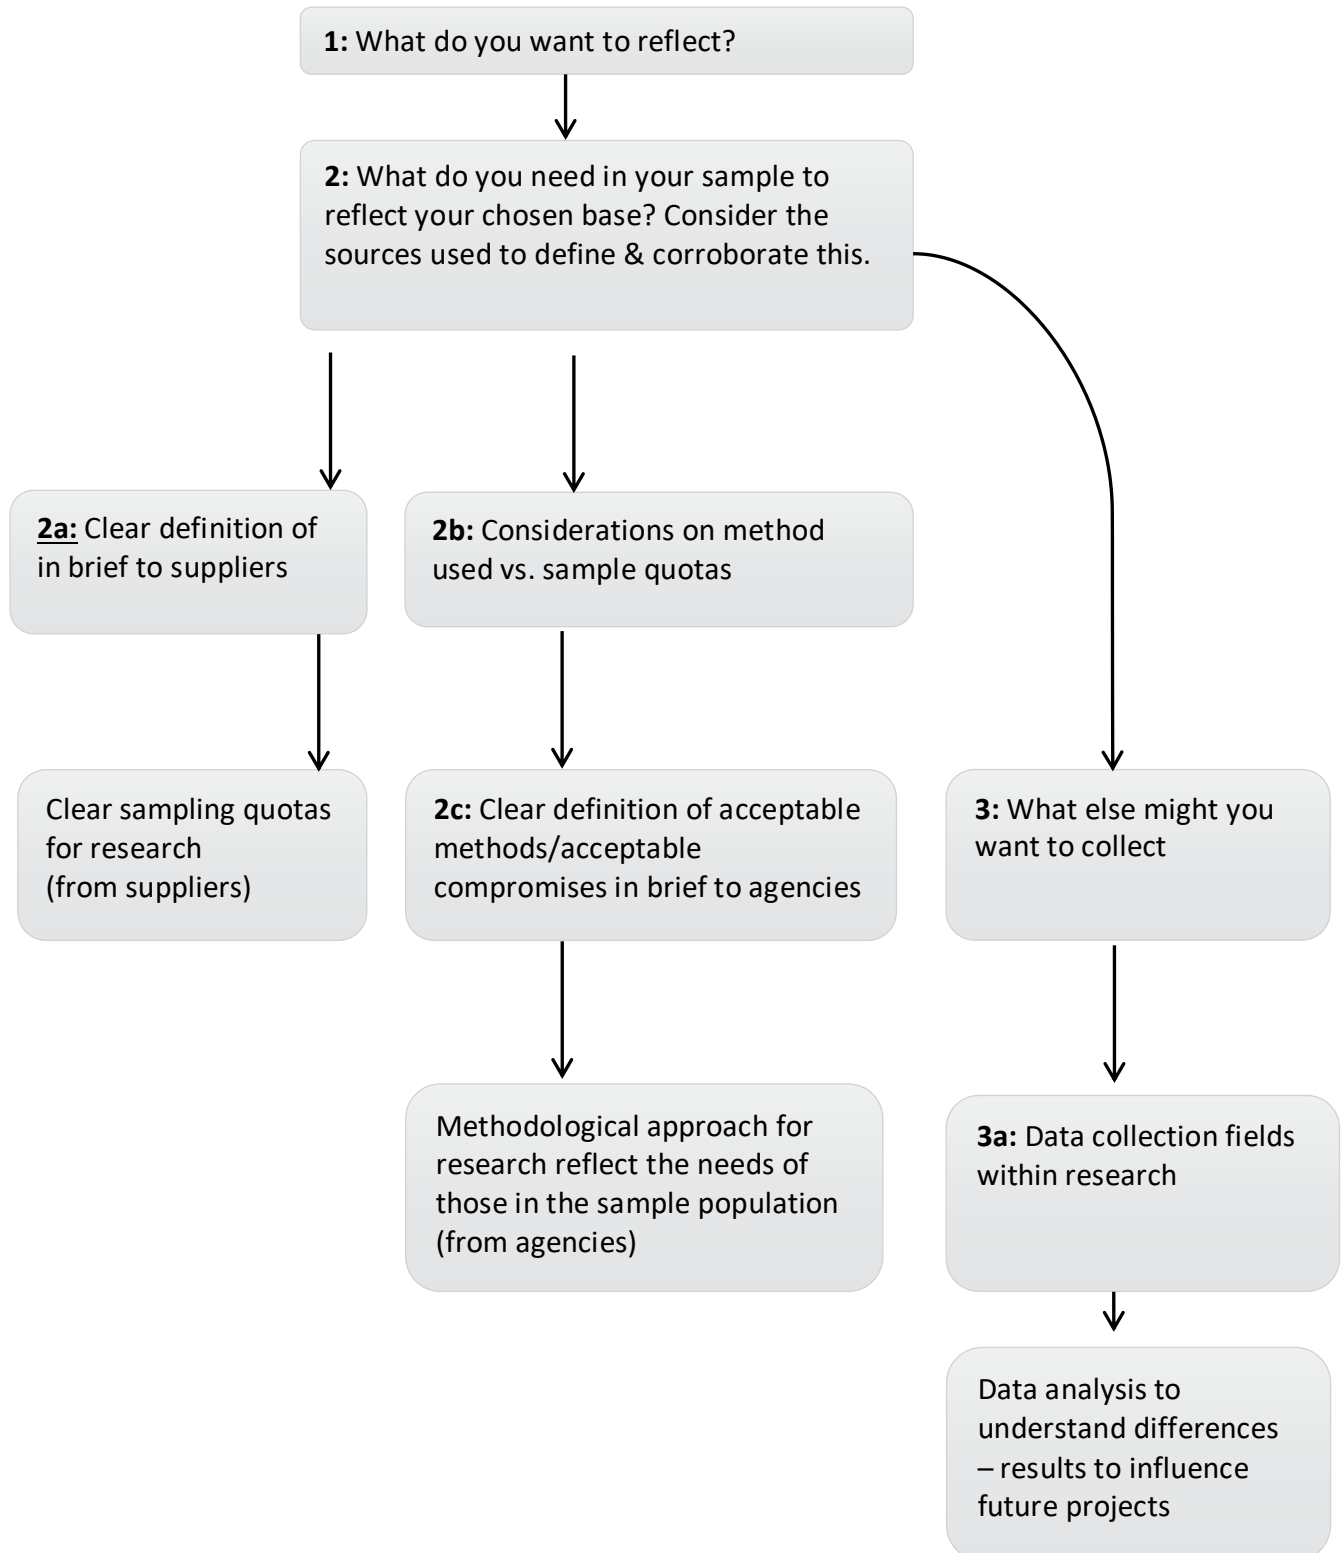 1: What do you want to reflect?
2: What do you need in your sample to
reflect your chosen base? Consider the
sources used to define & corroborate this.
2a: Clear definition of
in brief to suppliers
2b: Considerations on method
used vs. sample quotas
Clear sampling quotas
for research
(from suppliers)
2c: Clear definition of acceptable
methods/acceptable
compromises in brief to agencies
3: What else might you
want to collect
Methodological approach for
research reflect the needs of
those in the sample population
(from agencies)
3a: Data collection fields
within research
Data analysis to
understand differences
– results to influence
future projects